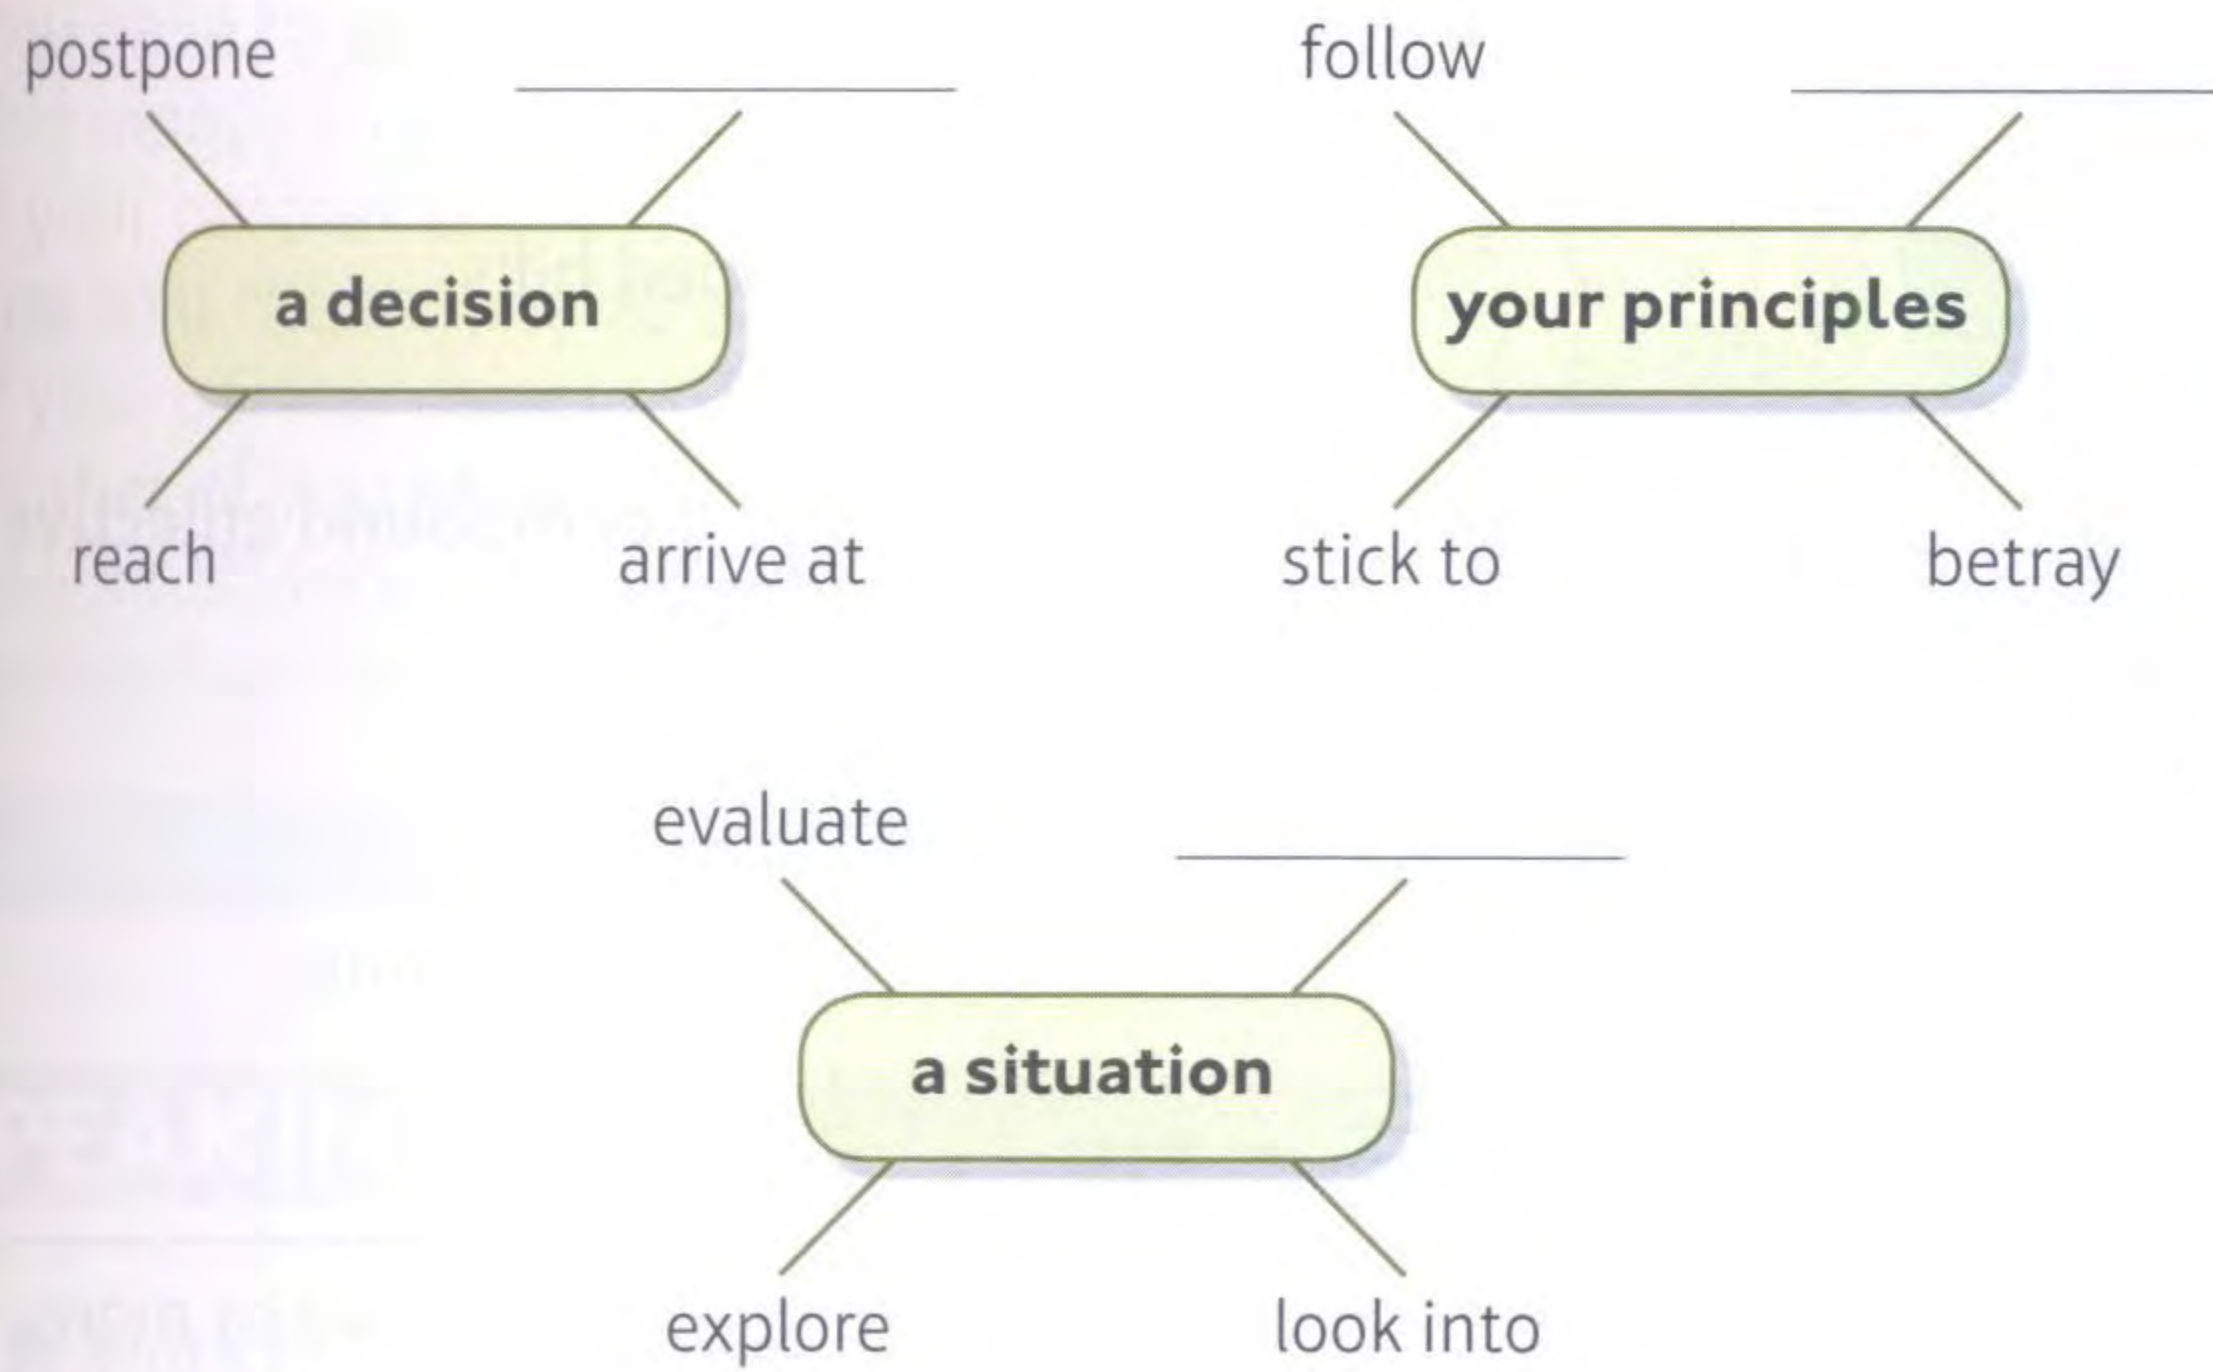 postpone
follow
a decision
your principles
reach
arrive at
stick to
betray
evaluate
a situation
explore
look into